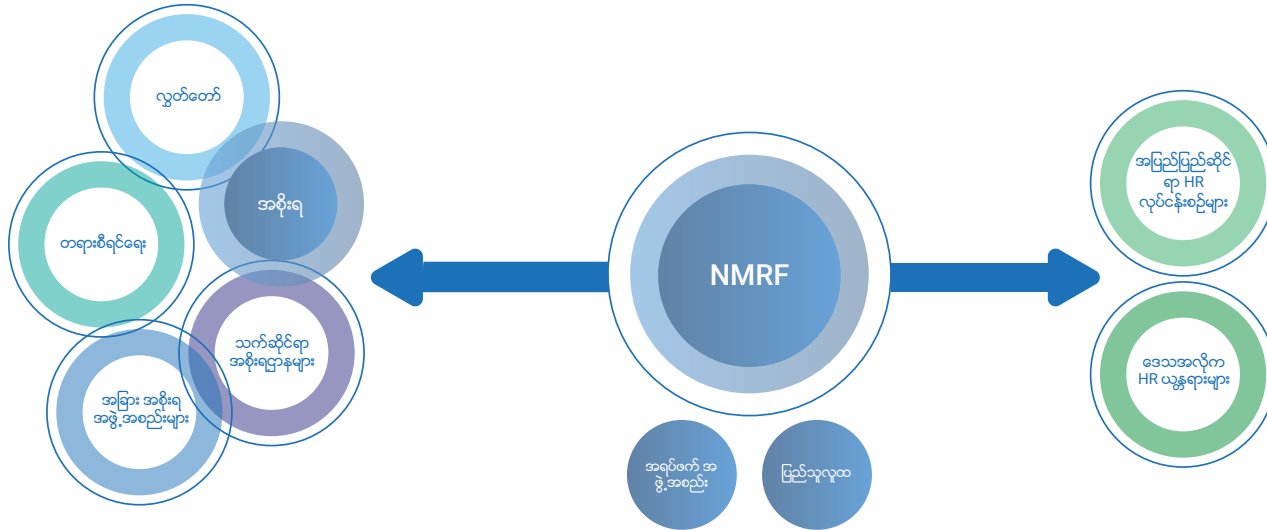 လွှတ်တော်
အစိုးရ
တရားစီရင်ရေး
သက်ဆိုင်ရာ
အစိုးရဌာနများ
အခြား အစိုးရ
အဖွဲ့အစည်းများ
NMRF
အရပ်ဖက် အ
ဖွဲ့အစည်း
ပြည်သူလူထု
အပြည်ပြည်ဆိုင်
ရာ HR
လုပ်ငန်းစဉ်များ
ဒေသအလိုက်
HR ယန္တရားများ